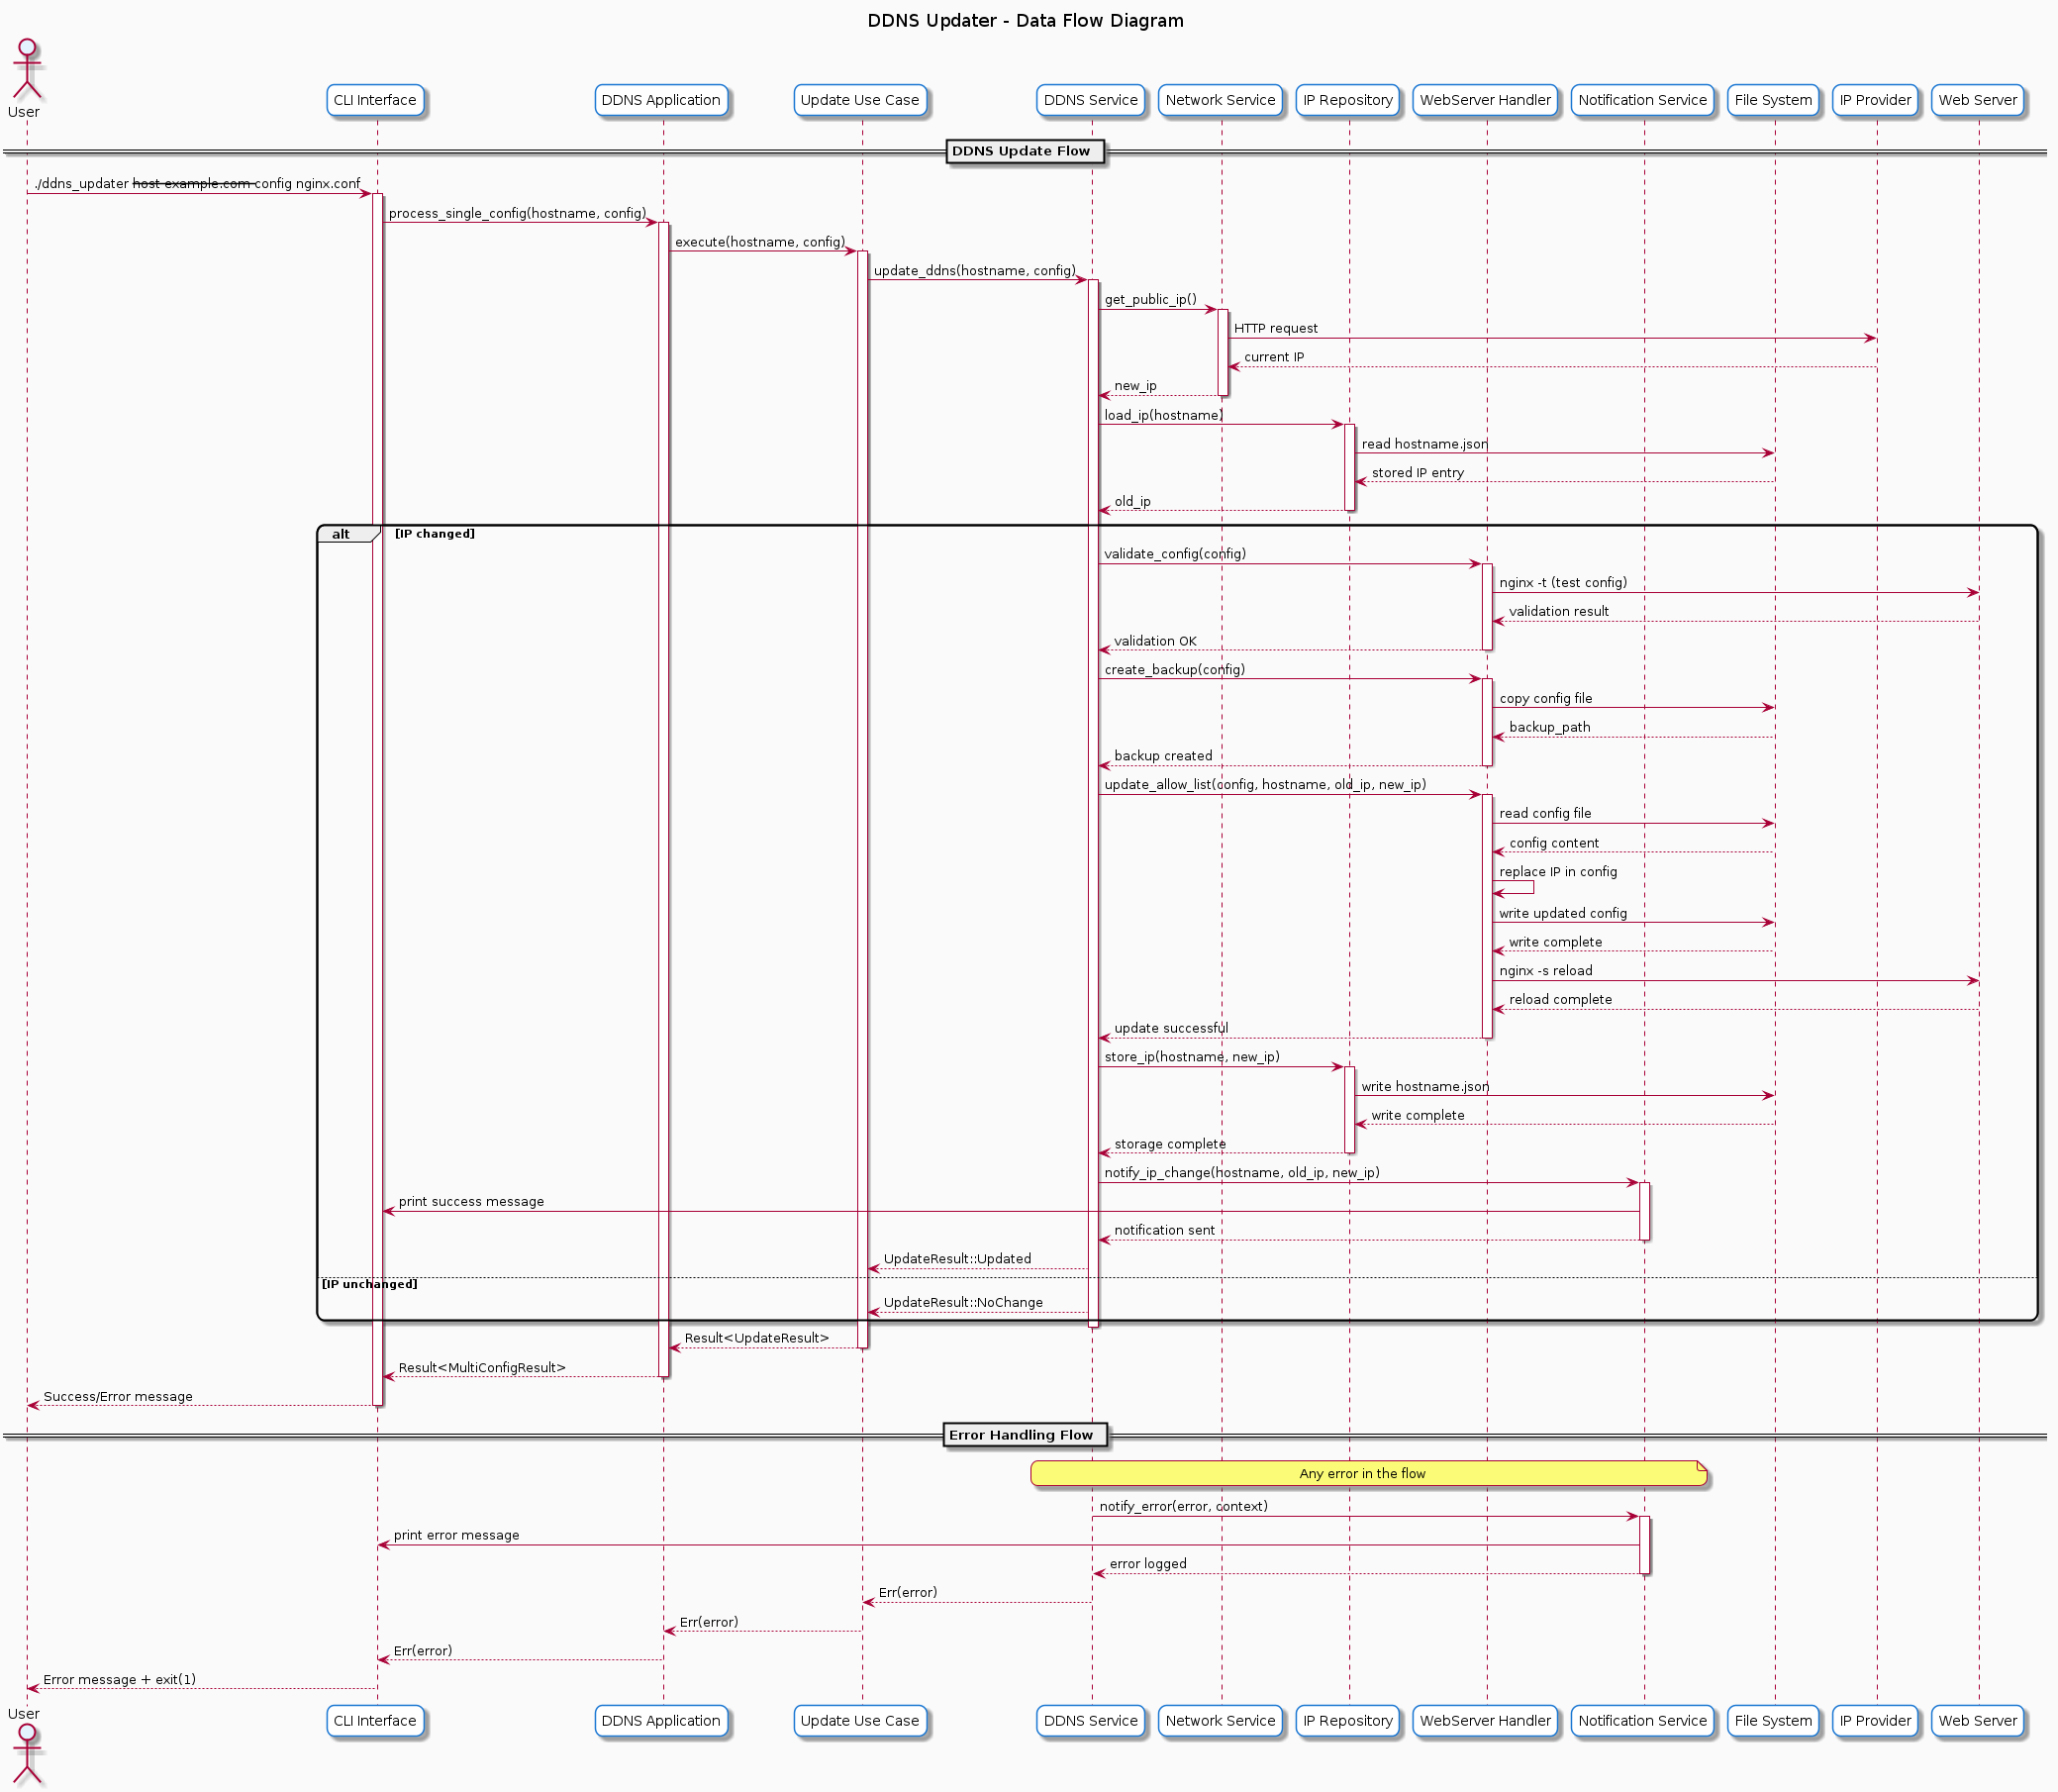 DDNS Updater - Data Flow Diagram
User
CLI Interface
DDNS Application
Update Use Case
DDNS Service
Network Service
IP Repository
WebServer Handler
Notification Service
File System
IP Provider
Web Server
DDNS Update Flow
./ddns_updater host example.com config nginx.conf
process_single_config(hostname, config)
execute(hostname, config)
update_ddns(hostname, config)
get_public_ip()
HTTP request
current IP
new_ip
load_ip(hostname)
read hostname.json
stored IP entry
old_ip
alt [IP changed]
validate_config(config)
nginx -t (test config)
validation result
validation OK
create_backup(config)
copy config file
backup_path
backup created
update_allow_list(config, hostname, old_ip, new_ip)
read config file
config content
replace IP in config
write updated config
write complete
nginx -s reload
reload complete
update successful
store_ip(hostname, new_ip)
write hostname.json
write complete
storage complete
notify_ip_change(hostname, old_ip, new_ip)
print success message
notification sent
UpdateResult::Updated
[IP unchanged]
UpdateResult::NoChange
Result<UpdateResult>
Result<MultiConfigResult>
Success/Error message
Error Handling Flow
Any error in the flow
notify_error(error, context)
print error message
error logged
Err(error)
Err(error)
Err(error)
Error message + exit(1)
User
CLI Interface
DDNS Application
Update Use Case
DDNS Service
Network Service
IP Repository
WebServer Handler
Notification Service
File System
IP Provider
Web Server